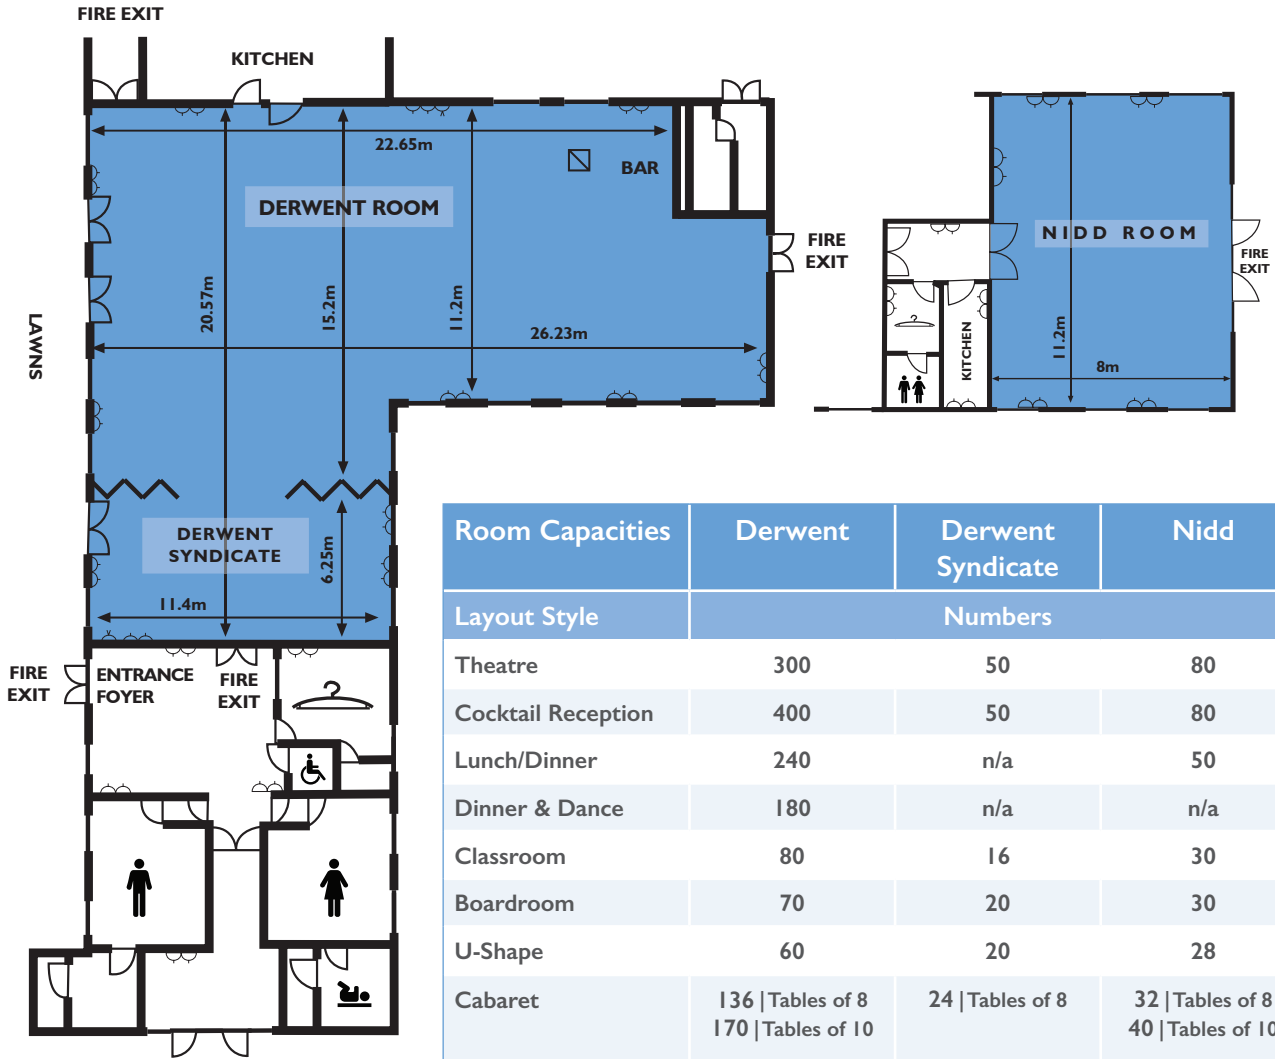 FIRE EXIT
KITCHEN
22.65m
BAR
DERWENT ROOM
FIRE
EXIT
20.57m
15.2m
11.2m
26.23m
LAWNS
DERWENT
SYNDICATE
6.25m
11.4m
FIRE
EXIT
ENTRANCE
FOYER
FIRE
EXIT
NIDD ROOM
FIRE
EXIT
11.2m
8m
KITCHEN
Room Capacities Derwent Derwent Syndicate Nidd
Layout Style Numbers
Theatre 300 50 80
Cocktail Reception 400 50 80
Lunch/Dinner 240 n/a 50
Dinner & Dance 180 n/a n/a
Classroom 80 16 30
Boardroom 70 20 30
U-Shape 60 20 28
Cabaret 136 | Tables of 8 24 | Tables of 8 32 | Tables of 8
170 | Tables of 10 40 | Tables of 10